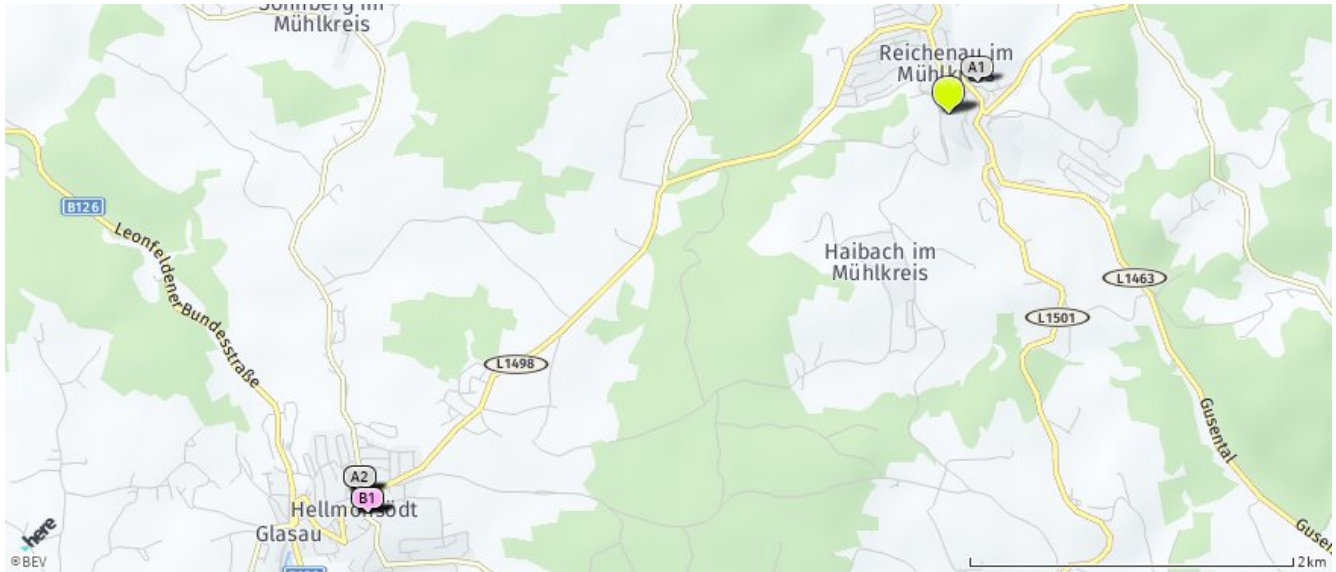 Mühlkreis
Reichenau im
A1
B126
Leonfeldener Bundesstraße
Haibach im
Mühlkreis
L1463
L1501
L1498
Gusental
A2
B1
Hellmonsödt
Glasau
here
©BEV
2km